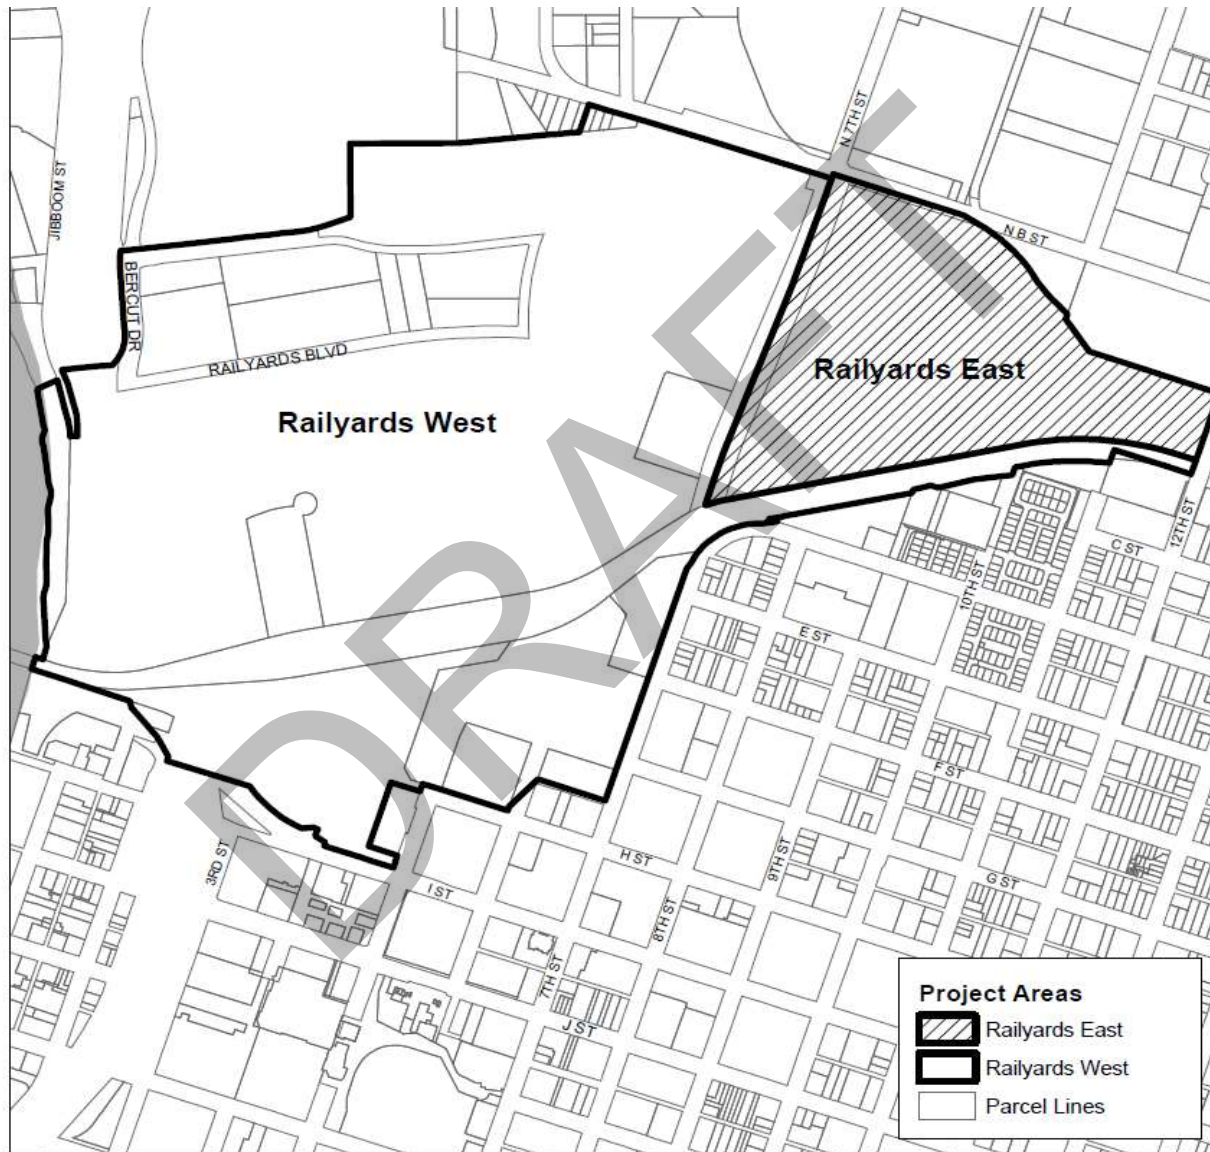 N 7TH ST
JIBBOOM ST
N B ST
BERCUT DR
RAILYARDS BLVD
Railyards East
Railyards West
12TH ST
C ST
10TH ST
E ST
F ST
3RD ST
H ST
9TH ST
I ST
G ST
8TH ST
7TH ST
J ST
DRAFT
Project Areas
Railyards East
Railyards West
Parcel Lines